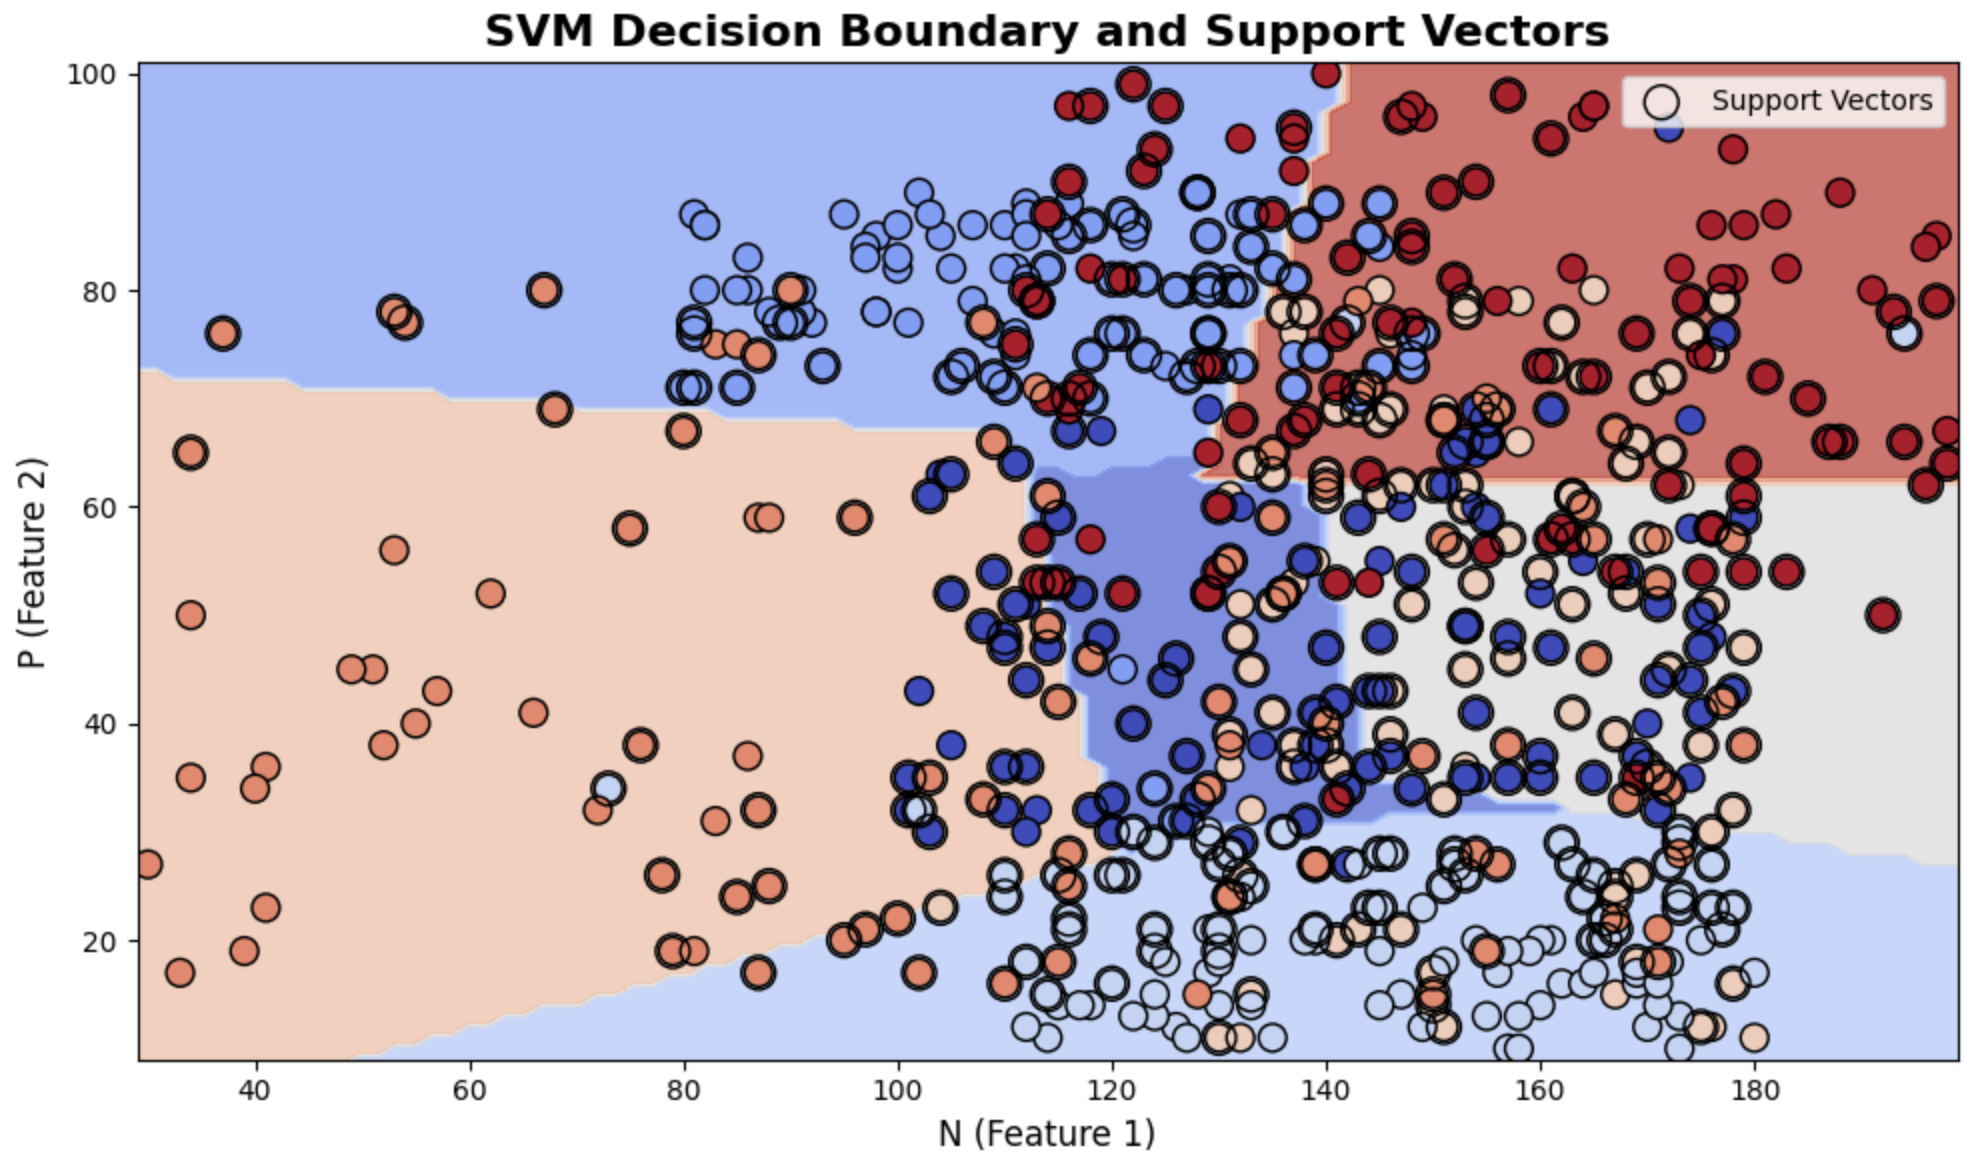 SVM Decision Boundary and Support Vectors
Support Vectors
P (Feature 2)
100
80
60
40
20
40 60 80 100 120 140 160 180
N (Feature 1)